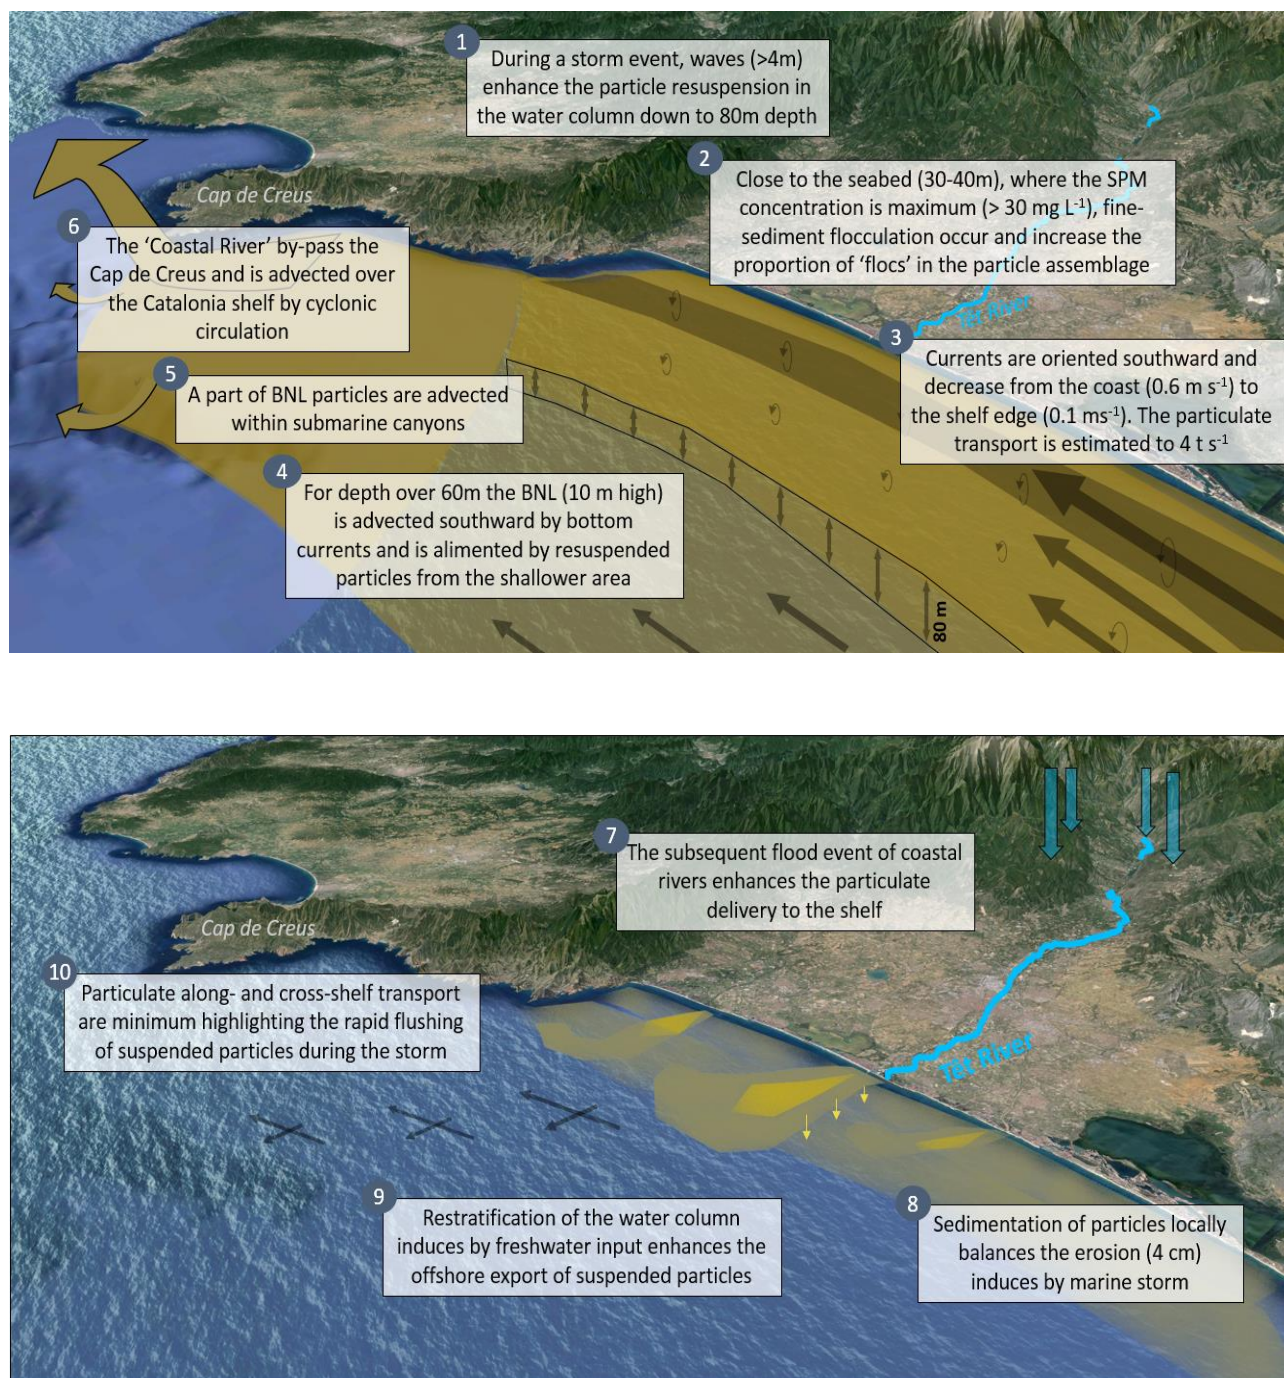 1
During a storm event, waves (>4m)
enhance the particle resuspension in
the water column down to 80m depth
2
Close to the seabed (30-40m), where the SPM
concentration is maximum (> 30 mg L⁻¹), fine-
sediment flocculation occur and increase the
proportion of ‘flocs’ in the particle assemblage
Cap de Creus
6
The ‘Coastal River’ by-pass the
Cap de Creus and is advected over
the Catalonia shelf by cyclonic
circulation
Têt River
3
Currents are oriented southward and
decrease from the coast (0.6 m s⁻¹) to
the shelf edge (0.1 ms⁻¹). The particulate
transport is estimated to 4 t s⁻¹
5
A part of BNL particles are advected
within submarine canyons
4
For depth over 60m the BNL (10 m high)
is advected southward by bottom
currents and is alimented by resuspended
particles from the shallower area
80 m
7
The subsequent flood event of coastal
rivers enhances the particulate
delivery to the shelf
Cap de Creus
10
Particulate along- and cross-shelf transport
are minimum highlighting the rapid flushing
of suspended particles during the storm
Têt River
9
Restratification of the water column
induces by freshwater input enhances the
offshore export of suspended particles
8
Sedimentation of particles locally
balances the erosion (4 cm)
induces by marine storm